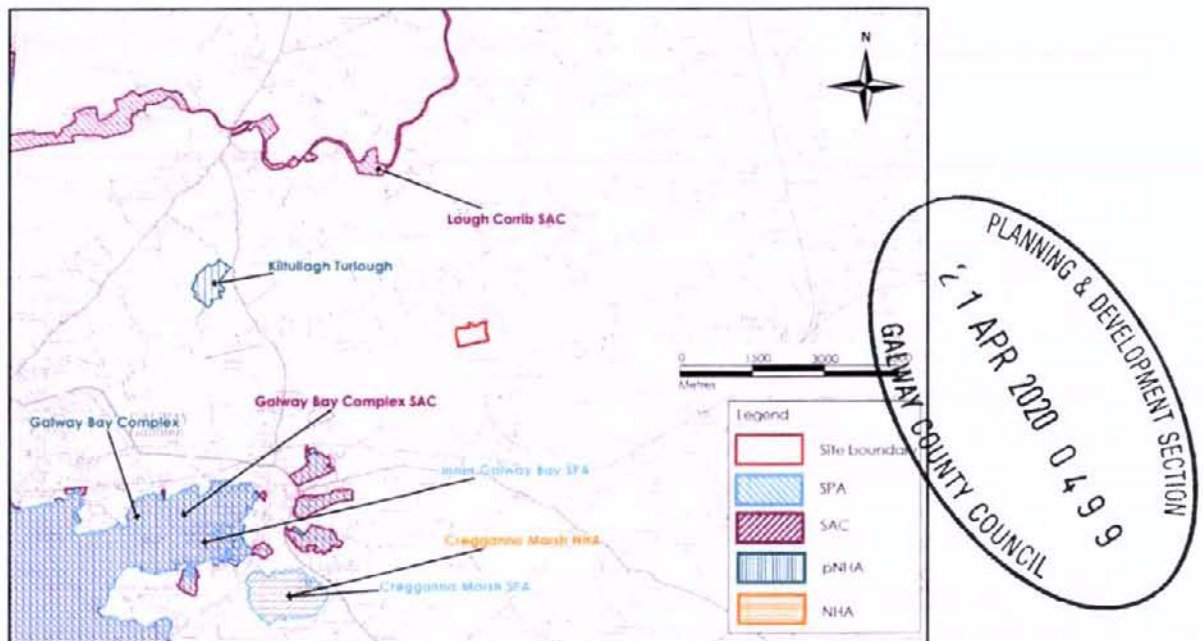 N
Lough Corrib SAC
Kiltullagh Turlough
0 1500 3000
Metres
Galway Bay Complex SAC
Galway Bay Complex
Inner Galway Bay SPA
Cregganna Marsh NHA
Cregganna Marsh SPA
Legend
Site boundary
SPA
SAC
pNHA
NHA
PLANNING & DEVELOPMENT SECTION
21 APR 2020 0499
GALWAY COUNTY COUNCIL